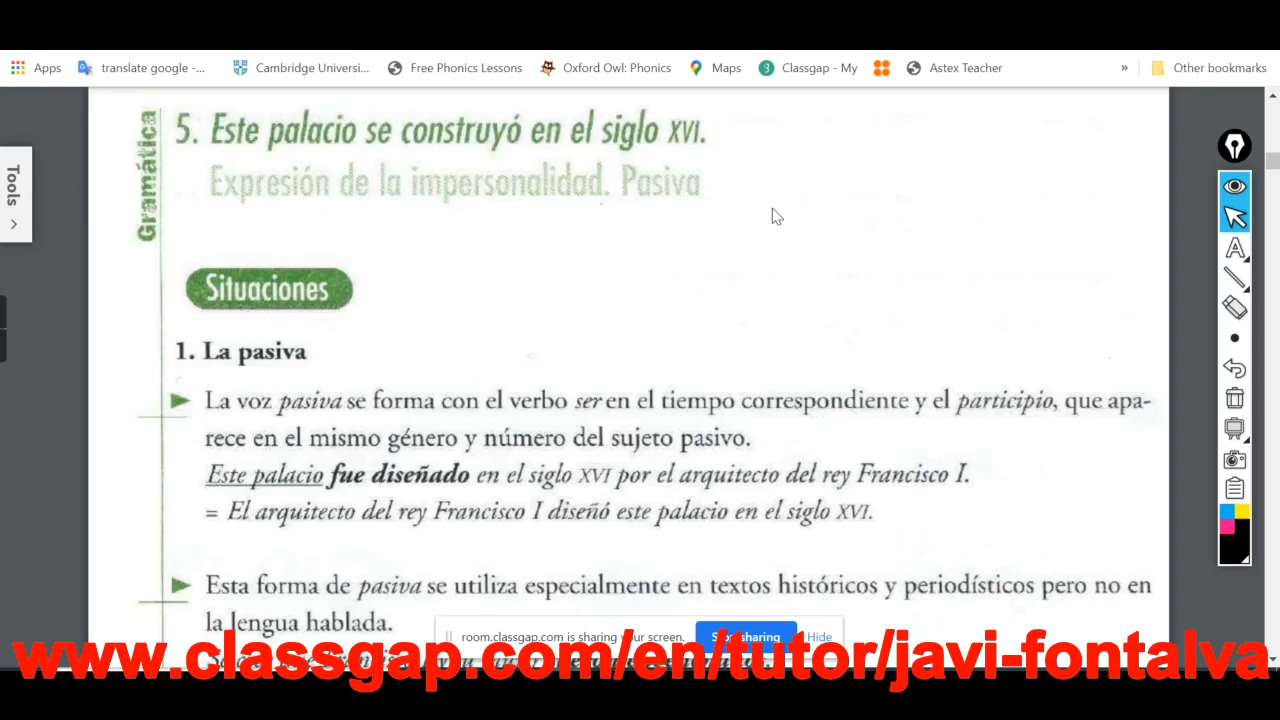 Apps translate google -... Cambridge Universi... Free Phonics Lessons Oxford Owl: Phonics Maps Classgap - My Astex Teacher » Other bookmarks
Tools
Gramática
5. Este palacio se construyó en el siglo XVI.
Expresión de la impersonalidad. Pasiva
Situaciones
1. La pasiva
La voz pasiva se forma con el verbo ser en el tiempo correspondiente y el participio, que apa-
rece en el mismo género y número del sujeto pasivo.
Este palacio fue diseñado en el siglo XVI por el arquitecto del rey Francisco I.
= El arquitecto del rey Francisco I diseñó este palacio en el siglo XVI.
Esta forma de pasiva se utiliza especialmente en textos históricos y periodísticos pero no en
la lengua hablada.
room.classgap.com is sharing your screen. Stop sharing Hide
www.classgap.com/en/tutor/javi-fontalva